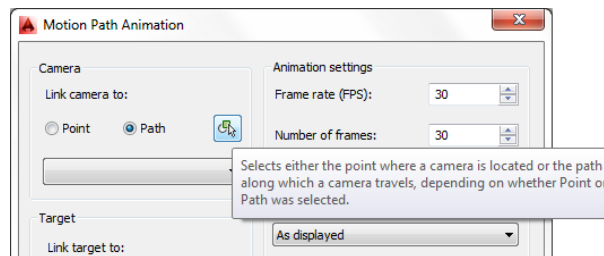 Motion Path Animation
Camera
Link camera to:
Point
Path
Animation settings
Frame rate (FPS):
30
Number of frames:
30
Selects either the point where a camera is located or the path
along which a camera travels, depending on whether Point or
Path was selected.
Target
Link target to:
As displayed